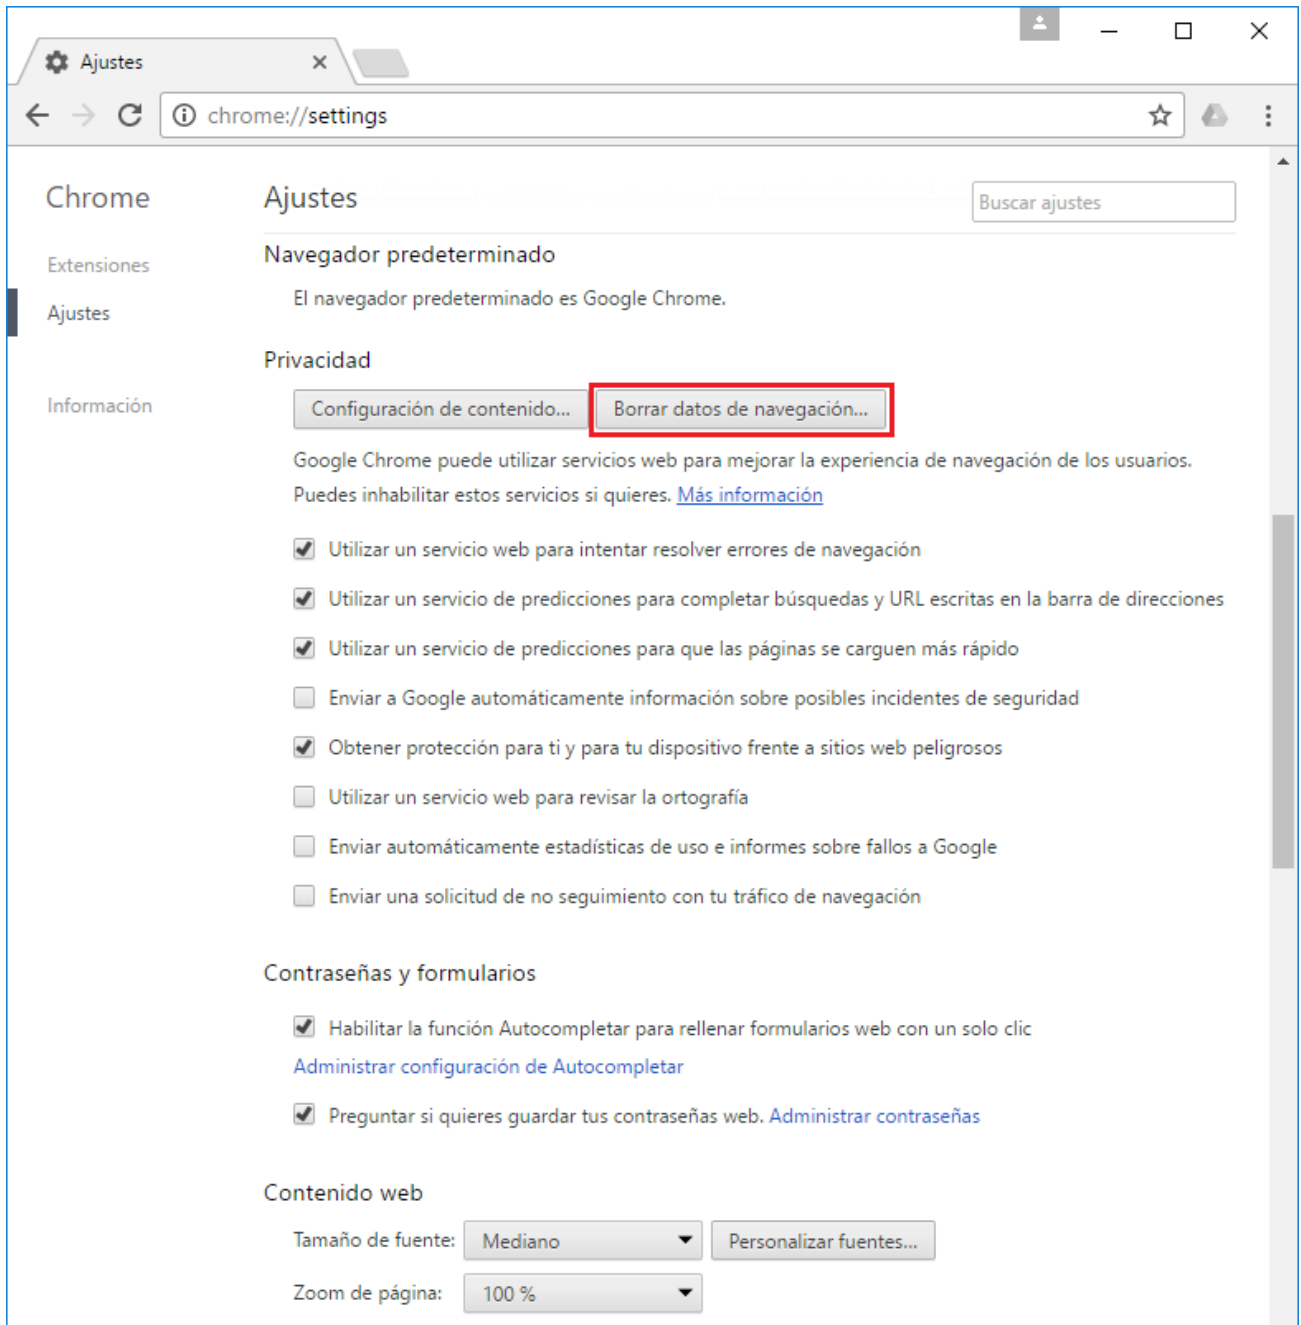 Ajustes
chrome://settings
Chrome
Ajustes
Buscar ajustes
Extensiones
Ajustes
Información
Navegador predeterminado
El navegador predeterminado es Google Chrome.
Privacidad
Configuración de contenido...
Borrar datos de navegación...
Google Chrome puede utilizar servicios web para mejorar la experiencia de navegación de los usuarios.
Puedes inhabilitar estos servicios si quieres. Más información
Utilizar un servicio web para intentar resolver errores de navegación
Utilizar un servicio de predicciones para completar búsquedas y URL escritas en la barra de direcciones
Utilizar un servicio de predicciones para que las páginas se carguen más rápido
Enviar a Google automáticamente información sobre posibles incidentes de seguridad
Obtener protección para ti y para tu dispositivo frente a sitios web peligrosos
Utilizar un servicio web para revisar la ortografía
Enviar automáticamente estadísticas de uso e informes sobre fallos a Google
Enviar una solicitud de no seguimiento con tu tráfico de navegación
Contraseñas y formularios
Habilitar la función Autocompletar para rellenar formularios web con un solo clic
Administrar configuración de Autocompletar
Preguntar si quieres guardar tus contraseñas web. Administrar contraseñas
Contenido web
Tamaño de fuente: Mediano Personalizar fuentes...
Zoom de página: 100 %